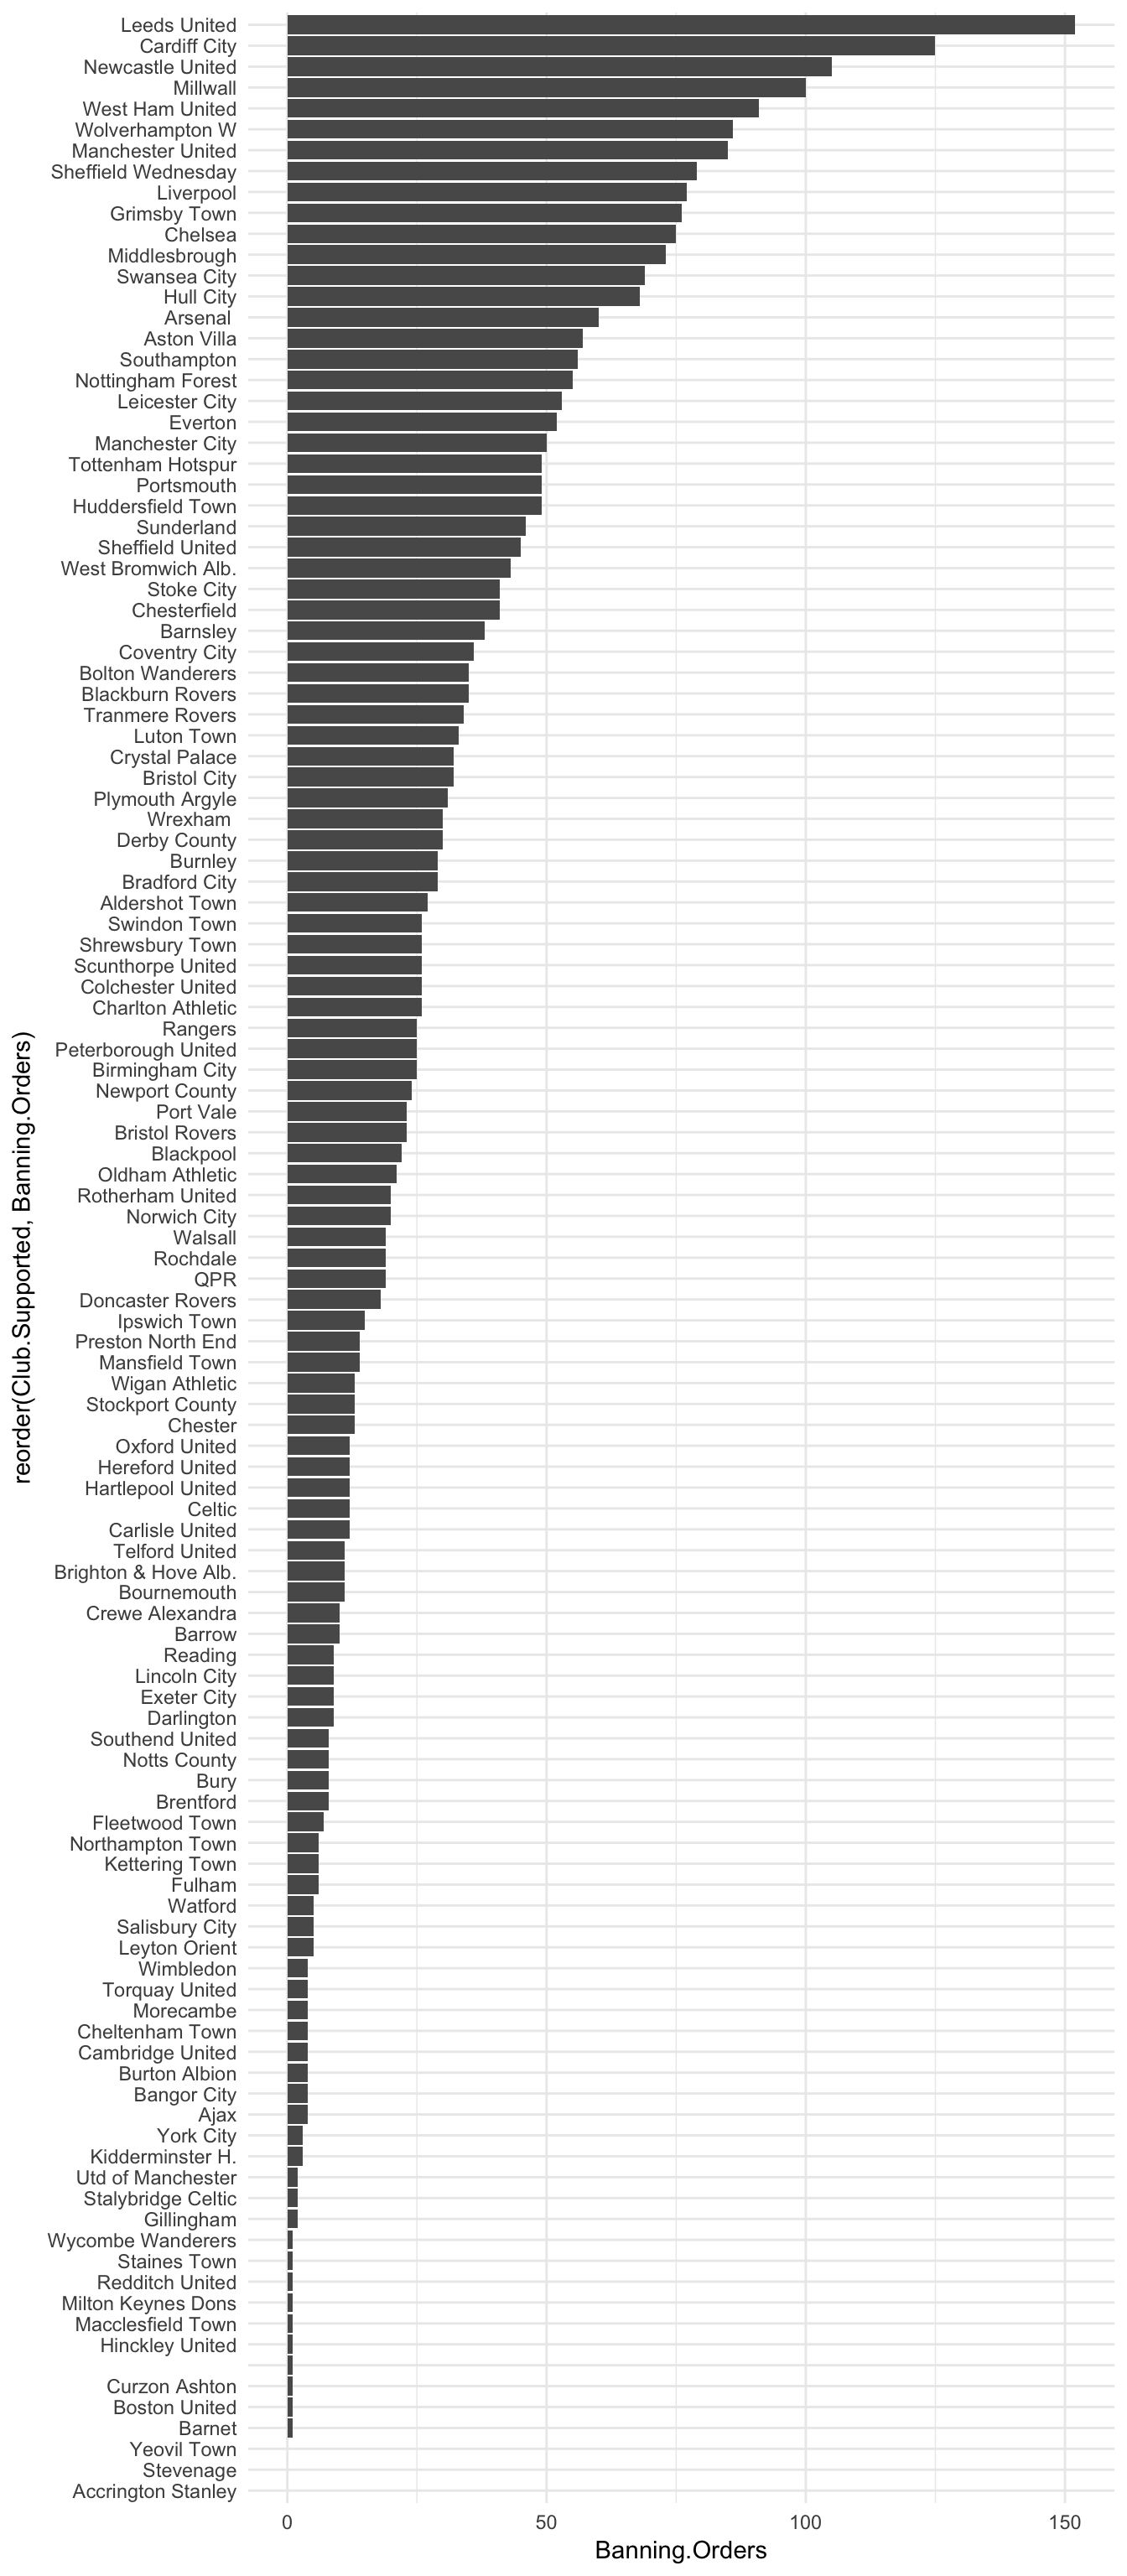 Leeds United
Cardiff City
Newcastle United
Millwall
West Ham United
Wolverhampton W
Manchester United
Sheffield Wednesday
Liverpool
Grimsby Town
Chelsea
Middlesbrough
Swansea City
Hull City
Arsenal
Aston Villa
Southampton
Nottingham Forest
Leicester City
Everton
Manchester City
Tottenham Hotspur
Portsmouth
Huddersfield Town
Sunderland
Sheffield United
West Bromwich Alb.
Stoke City
Chesterfield
Barnsley
Coventry City
Bolton Wanderers
Blackburn Rovers
Tranmere Rovers
Luton Town
Crystal Palace
Bristol City
Plymouth Argyle
Wrexham
Derby County
Burnley
Bradford City
Aldershot Town
Swindon Town
Shrewsbury Town
Scunthorpe United
Colchester United
Charlton Athletic
Rangers
Peterborough United
Birmingham City
Newport County
Port Vale
Bristol Rovers
Blackpool
Oldham Athletic
Rotherham United
Norwich City
Walsall
Rochdale
QPR
Doncaster Rovers
Ipswich Town
Preston North End
Mansfield Town
Wigan Athletic
Stockport County
Chester
Oxford United
Hereford United
Hartlepool United
Celtic
Carlisle United
Telford United
Brighton & Hove Alb.
Bournemouth
Crewe Alexandra
Barrow
Reading
Lincoln City
Exeter City
Darlington
Southend United
Notts County
Bury
Brentford
Fleetwood Town
Northampton Town
Kettering Town
Fulham
Watford
Salisbury City
Leyton Orient
Wimbledon
Torquay United
Morecambe
Cheltenham Town
Cambridge United
Burton Albion
Bangor City
Ajax
York City
Kidderminster H.
Utd of Manchester
Stalybridge Celtic
Gillingham
Wycombe Wanderers
Staines Town
Redditch United
Milton Keynes Dons
Macclesfield Town
Hinckley United
Curzon Ashton
Boston United
Barnet
Yeovil Town
Stevenage
Accrington Stanley
reorder(Club.Supported, Banning.Orders)
0 50 100 150
Banning.Orders